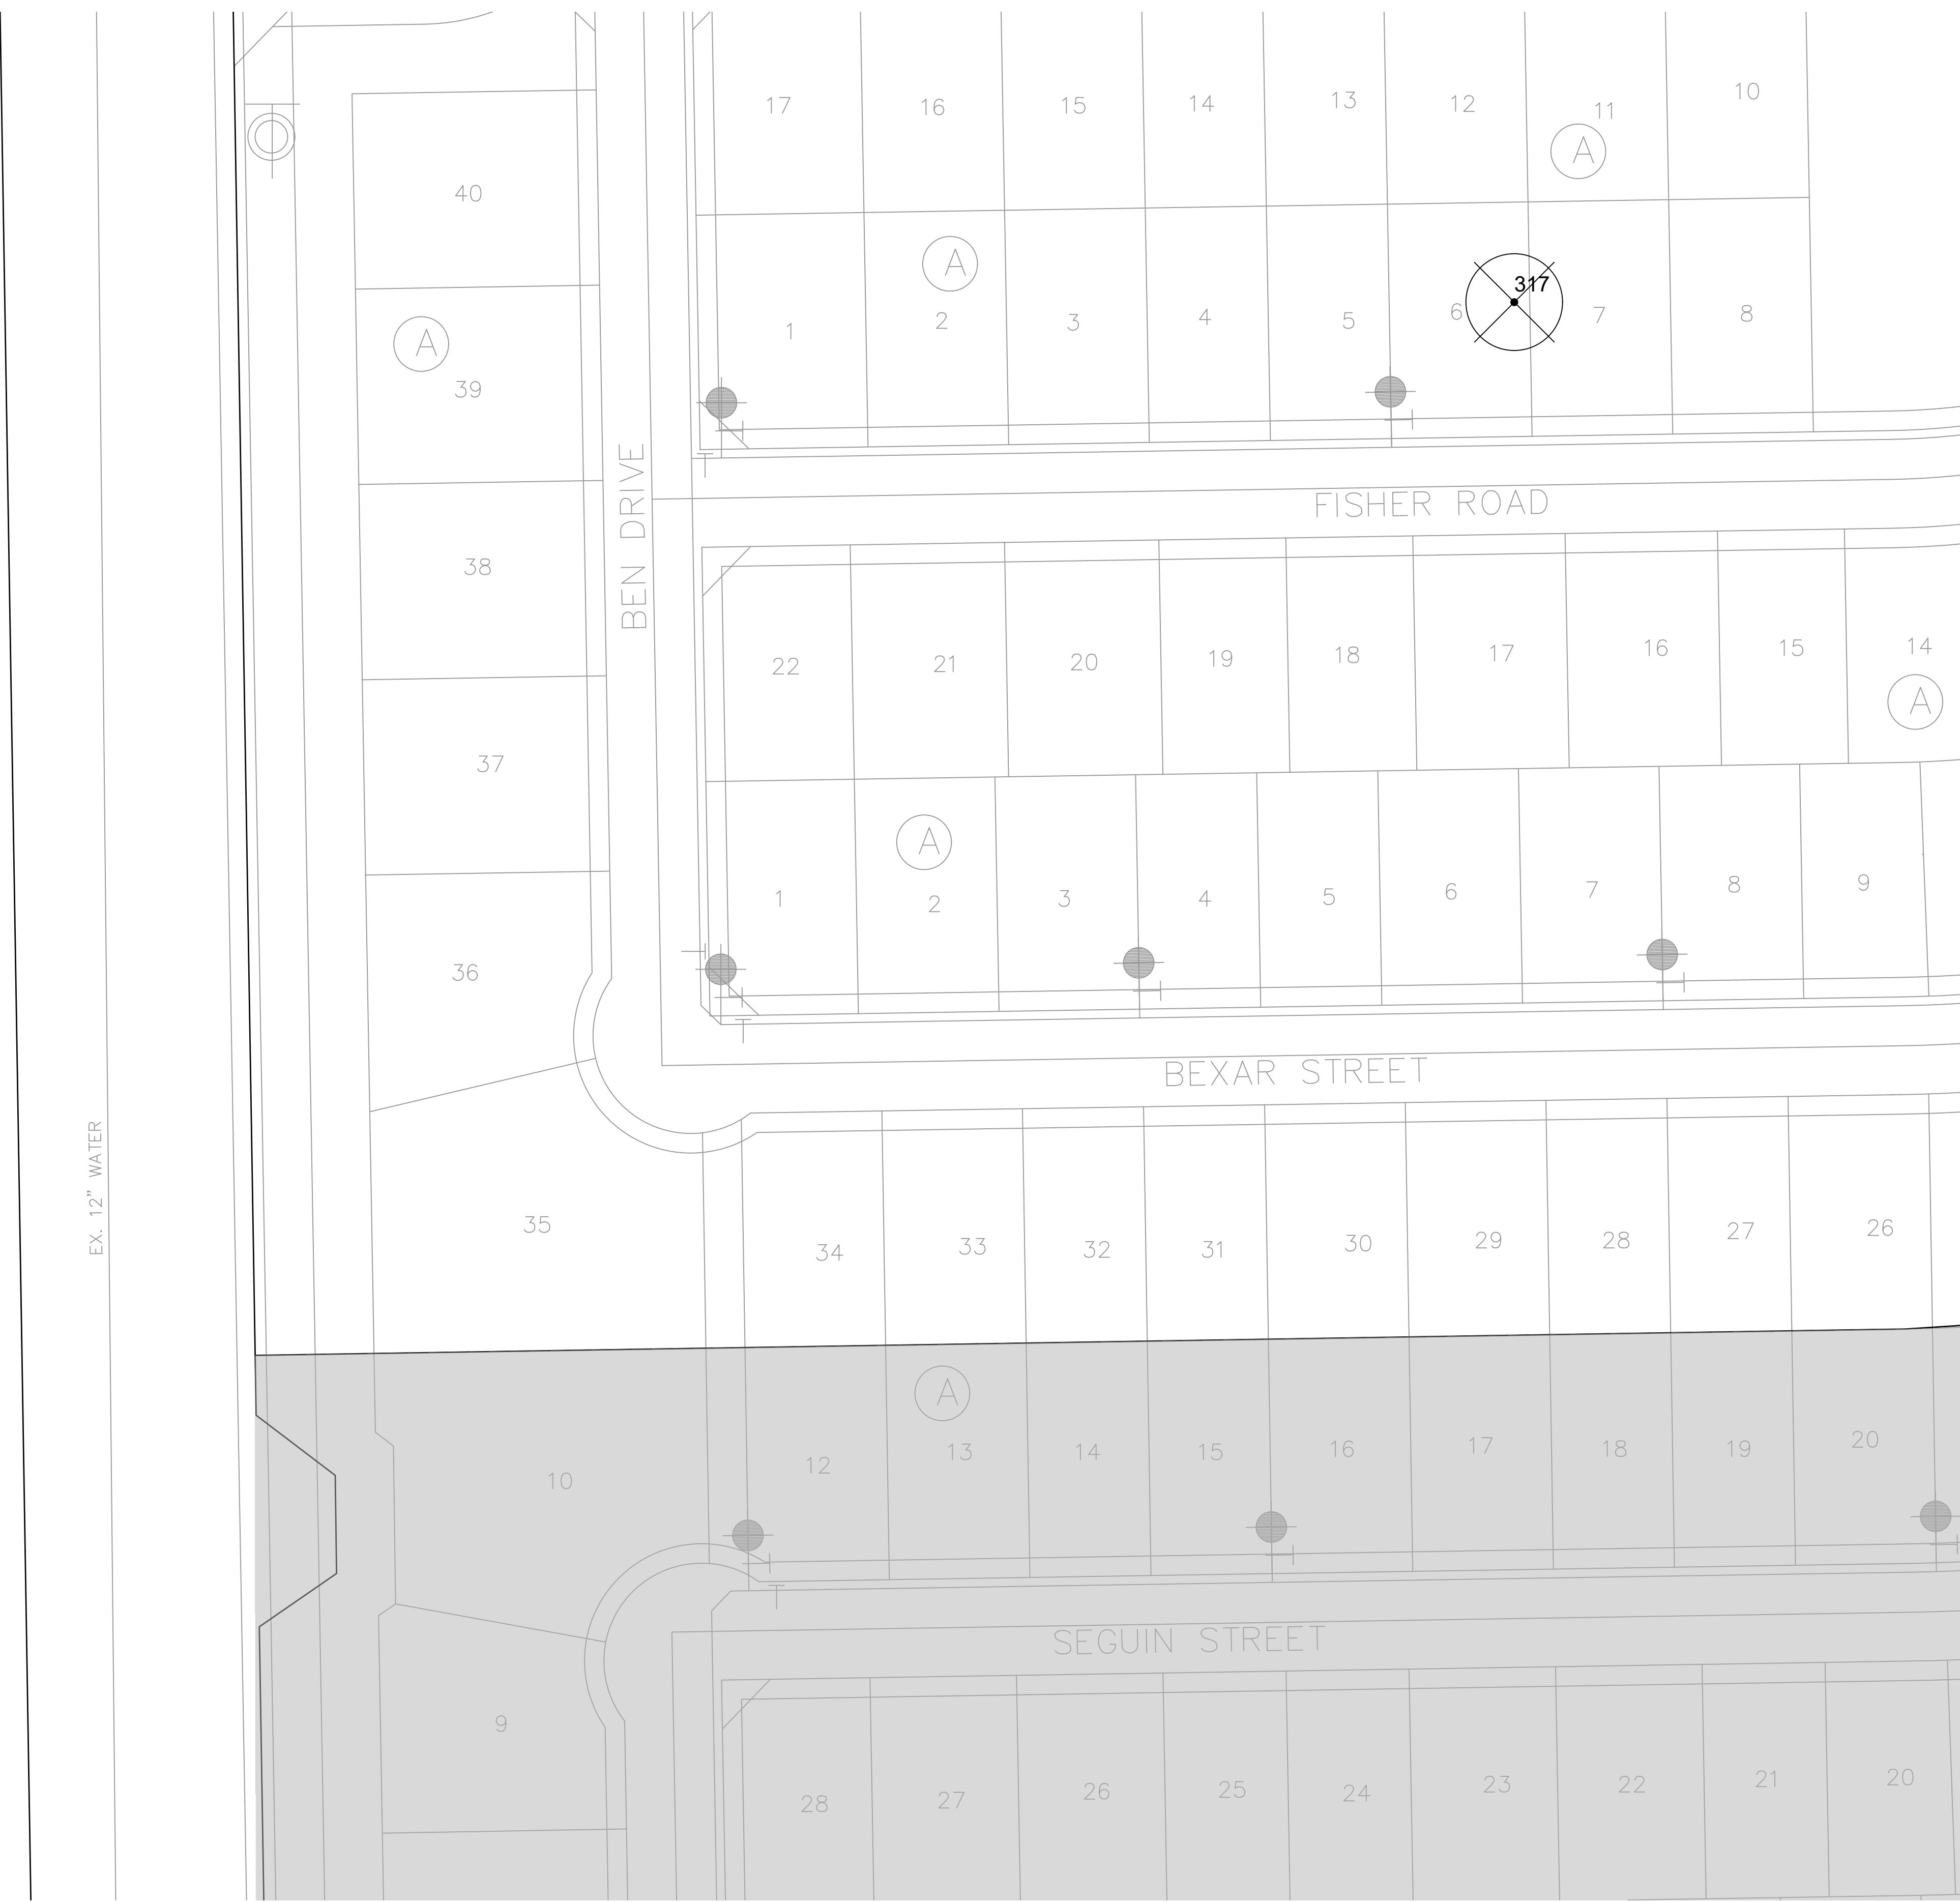 17 16 15 14 13 12 11 10
A
40
A
317
1 2 3 4 5 6 7 8
A
39
BEN DRIVE
FISHER ROAD
38
22 21 20 19 18 17 16 15 14
A
37
A
1 2 3 4 5 6 7 8 9
36
BEXAR STREET
EX. 12" WATER
35
34 33 32 31 30 29 28 27 26
A
10
12 13 14 15 16 17 18 19 20
SEGUIN STREET
9
28 27 26 25 24 23 22 21 20